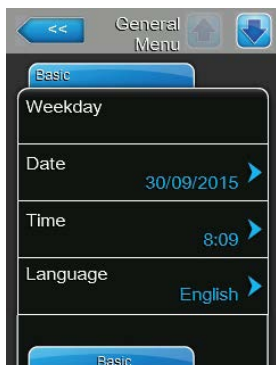 <<
General
Menu
Basic
Weekday
Date
30/09/2015
Time
8:09
Language
English
Basic